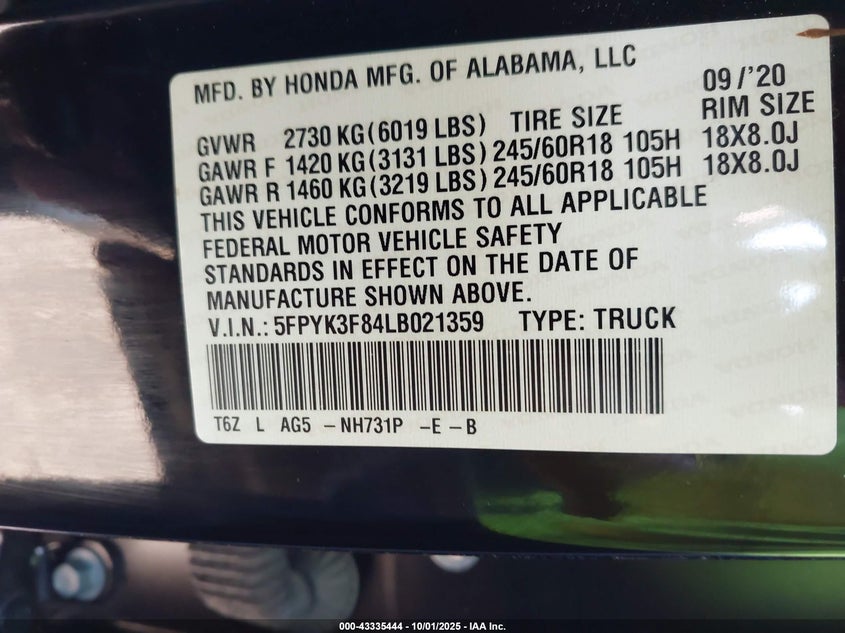 MFD. BY HONDA MFG. OF ALABAMA, LLC 09/'20
GVWR 2730 KG(6019 LBS) TIRE SIZE RIM SIZE
GAWR F 1420 KG(3131 LBS) 245/60R18 105H 18X8.0J
GAWR R 1460 KG(3219 LBS) 245/60R18 105H 18X8.0J
THIS VEHICLE CONFORMS TO ALL APPLICABLE
FEDERAL MOTOR VEHICLE SAFETY
STANDARDS IN EFFECT ON THE DATE OF
MANUFACTURE SHOWN ABOVE.
V.I.N.: 5FPYK3F84LB021359 TYPE: TRUCK
T6Z L AG5 -NH731P -E -B
000-43335444 - 10/01/2025 - IAA Inc.